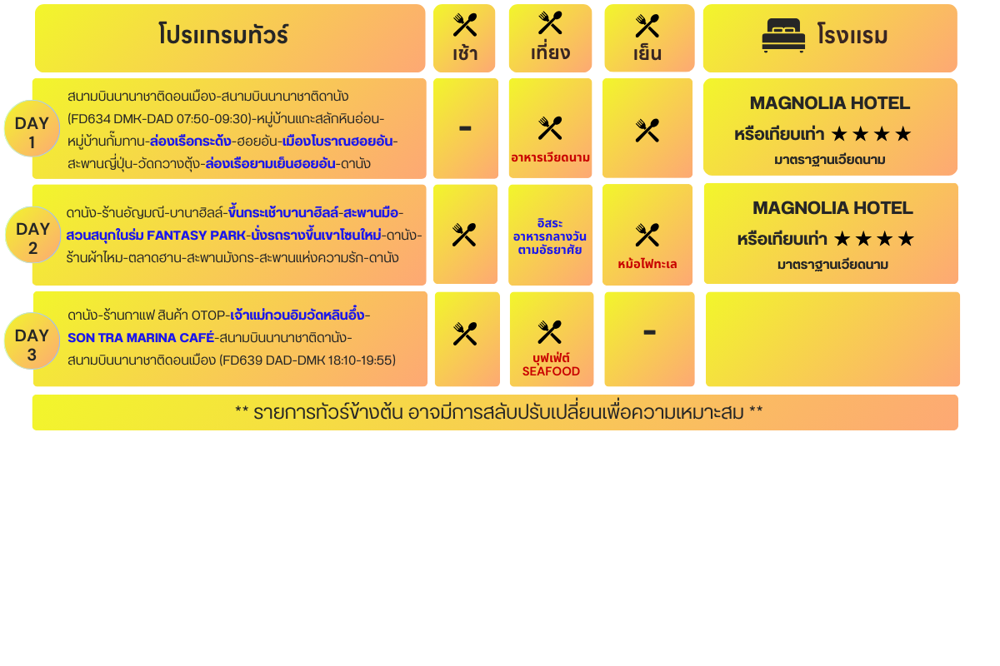 โปรแกรมทัวร์
เช้า
เที่ยง
เย็น
โรงแรม
DAY
1
สนามบินนานาชาติดอนเมือง-สนามบินนานาชาติดานัง
(FD634 DMK-DAD 07:50-09:30)-หมู่บ้านแกะสลักหินอ่อน-
หมู่บ้านกั๊มทาน-ล่องเรือกระด้ง-ฮอยอัน-เมืองโบราณฮอยอัน-
สะพานญี่ปุ่น-วัดกวางตุ้ง-ล่องเรือยามเย็นฮอยอัน-ดานัง
-
อาหารเวียดนาม
MAGNOLIA HOTEL
หรือเทียบเท่า ★ ★ ★ ★
มาตราฐานเวียดนาม
DAY
2
ดานัง-ร้านอัญมณี-บานาฮิลล์-ขึ้นกระเช้าบานาฮิลล์-สะพานมือ-
สวนสนุกในร่ม FANTASY PARK-นั่งรถรางขึ้นเขาโซนใหม่-ดานัง-
ร้านผ้าไหม-ตลาดฮาน-สะพานมังกร-สะพานแห่งความรัก-ดานัง
อิสระ
อาหารกลางวัน
ตามอัธยาศัย
หม้อไฟทะเล
MAGNOLIA HOTEL
หรือเทียบเท่า ★ ★ ★ ★
มาตราฐานเวียดนาม
DAY
3
ดานัง-ร้านกาแฟ สินค้า OTOP-เจ้าแม่กวนอิมวัดหลินอึ๋ง-
SON TRA MARINA CAFÉ-สนามบินนานาชาติดานัง-
สนามบินนานาชาติดอนเมือง (FD639 DAD-DMK 18:10-19:55)
บุฟเฟ่ต์
SEAFOOD
-
** รายการทัวร์ข้างต้น อาจมีการสลับปรับเปลี่ยนเพื่อความเหมาะสม **